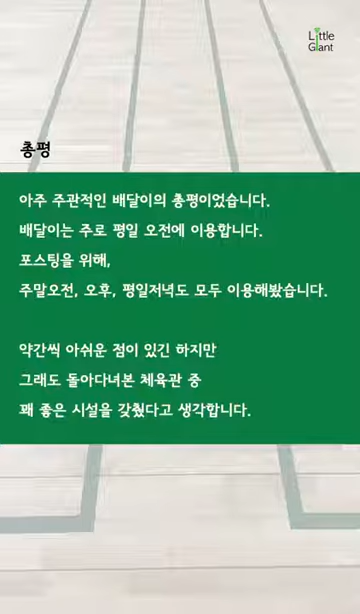 Little
Giant
총평
아주 주관적인 배달이의 총평이었습니다.
배달이는 주로 평일 오전에 이용합니다.
포스팅을 위해,
주말오전, 오후, 평일저녁도 모두 이용해봤습니다.
약간씩 아쉬운 점이 있긴 하지만
그래도 돌아다녀본 체육관 중
꽤 좋은 시설을 갖췄다고 생각합니다.